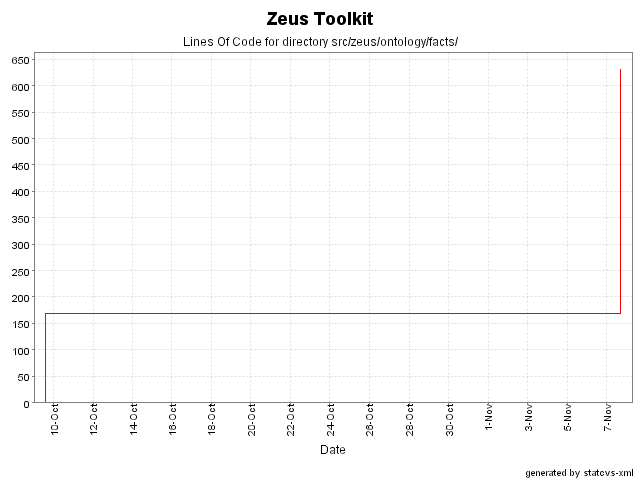 Zeus Toolkit
Lines Of Code for directory src/zeus/ontology/facts/
650
600
550
500
450
400
350
300
250
200
150
100
50
0
10-Oct
12-Oct
14-Oct
16-Oct
18-Oct
20-Oct
22-Oct
24-Oct
26-Oct
28-Oct
30-Oct
1-Nov
3-Nov
5-Nov
7-Nov
Date
generated by statcvs-xml